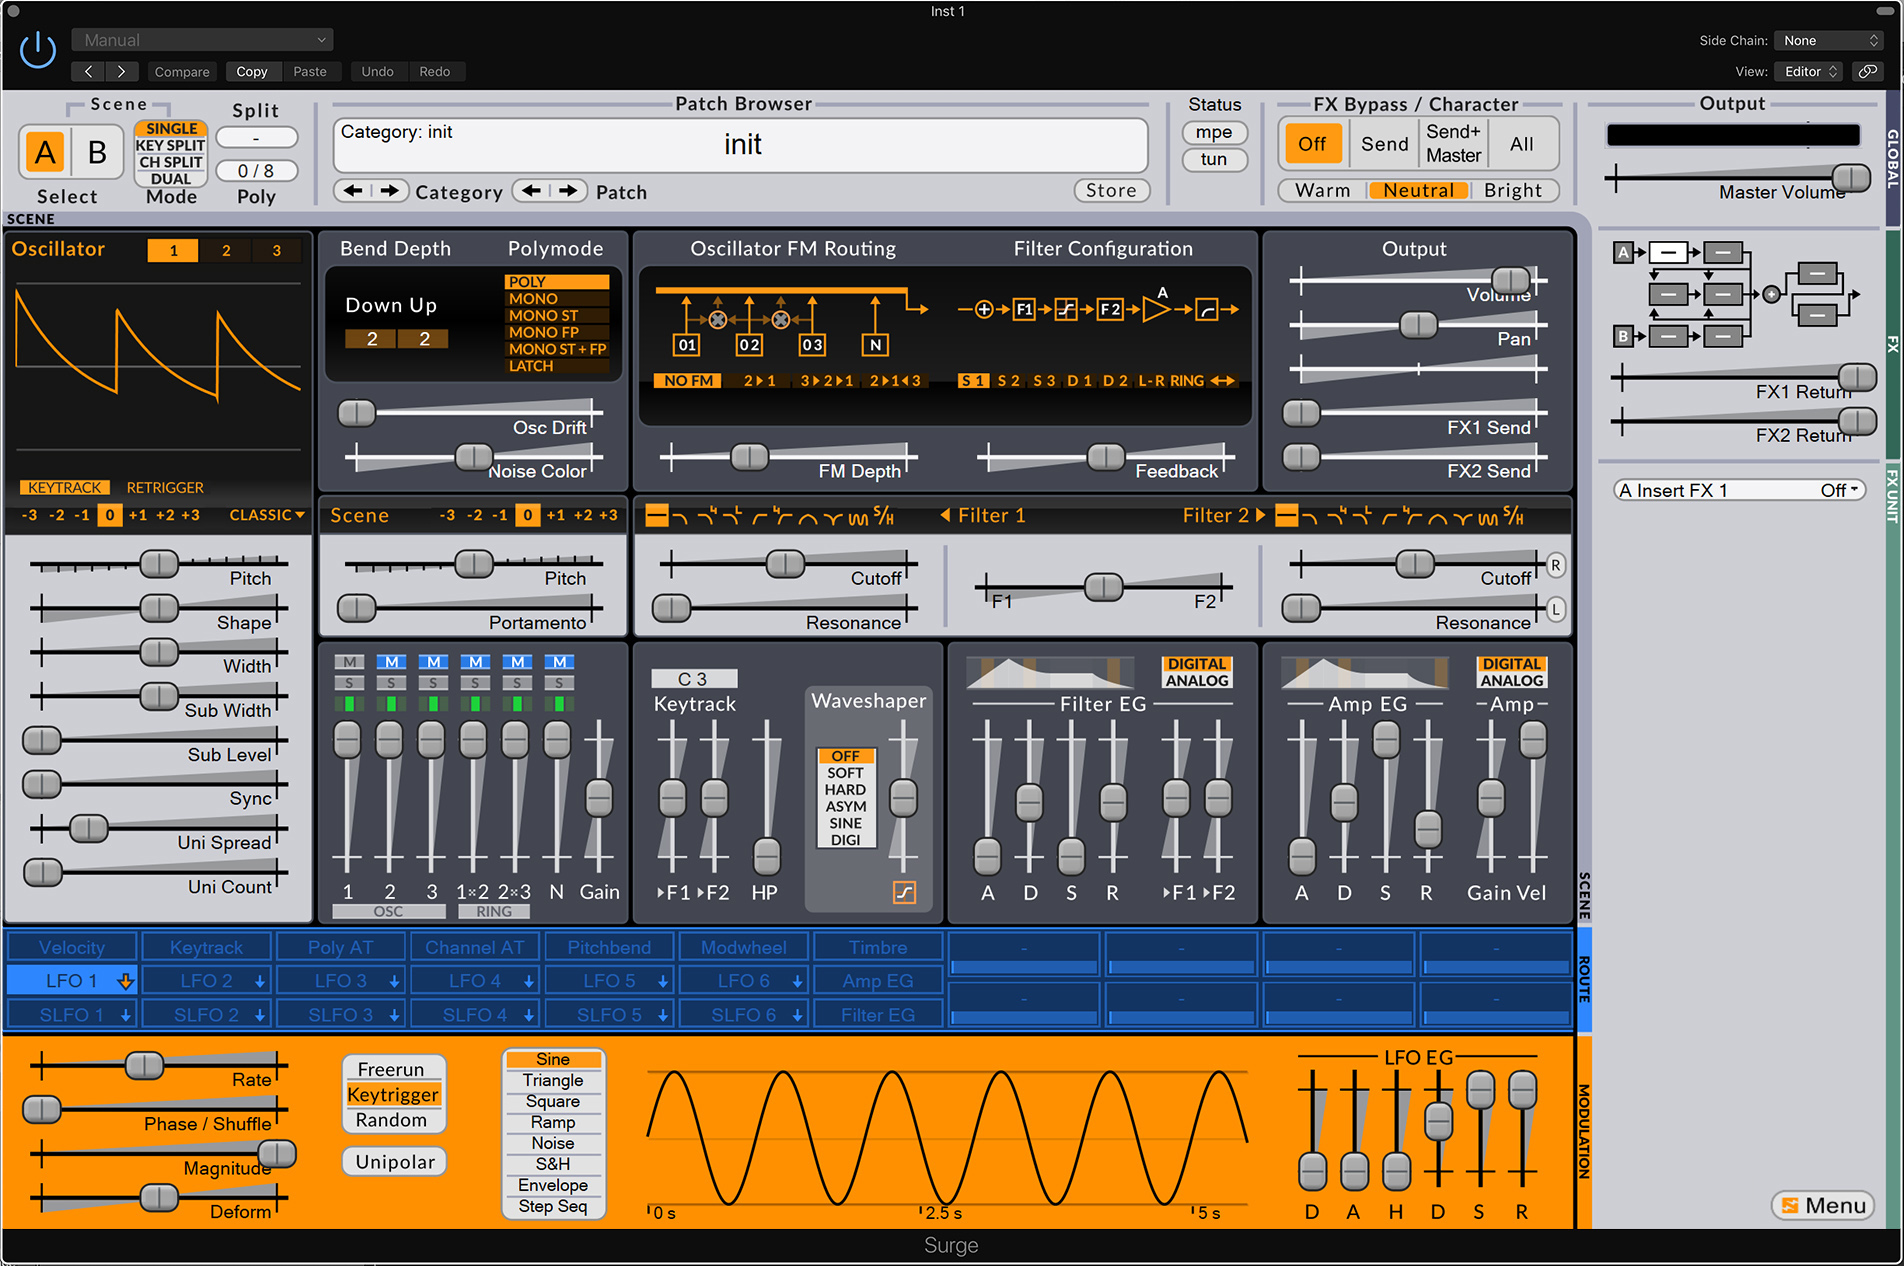 Inst 1
Manual
Side Chain: None
Compare Copy Paste Undo Redo
View: Editor
Scene
A B
Select
SINGLE
KEY SPLIT
CH SPLIT
DUAL
Mode
Split
-
0 / 8
Poly
Patch Browser
Category: init
init
Category
Patch
Store
Status
mpe
tun
FX Bypass / Character
Off Send Send+ Master All
Warm Neutral Bright
Output
Master Volume
GLOBAL
SCENE
Oscillator 1 2 3
KEYTRACK RETRIGGER
-3 -2 -1 0 +1 +2 +3 CLASSIC
Pitch
Shape
Width
Sub Width
Sub Level
Sync
Uni Spread
Uni Count
Bend Depth Polymode
Down Up
2 2
POLY
MONO
MONO ST
MONO FP
MONO ST + FP
LATCH
Osc Drift
Noise Color
Oscillator FM Routing
O1 O2 O3 N
NO FM 2▸1 3▸2▸1 2▸1◂3
FM Depth
Filter Configuration
F1 F2 A
S 1 S 2 S 3 D 1 D 2 L-R RING
Feedback
Output
Volume
Pan
FX1 Send
FX2 Send
A
B
FX1 Return
FX2 Return
FX
A Insert FX 1 Off
FX UNIT
Scene -3 -2 -1 0 +1 +2 +3
Pitch
Portamento
S/H
Filter 1
Filter 2
S/H
Cutoff
Resonance
F1 F2
Cutoff R
Resonance L
M M M M M M
S S S S S S
1 2 3 1×2 2×3 N Gain
OSC RING
C 3
Keytrack
▸F1 ▸F2 HP
Waveshaper
OFF
SOFT
HARD
ASYM
SINE
DIGI
DIGITAL
ANALOG
Filter EG
A D S R ▸F1 ▸F2
DIGITAL
ANALOG
Amp EG Amp
A D S R Gain Vel
SCENE
Velocity Keytrack Poly AT Channel AT Pitchbend Modwheel Timbre - - - -
LFO 1 LFO 2 LFO 3 LFO 4 LFO 5 LFO 6 Amp EG
SLFO 1 SLFO 2 SLFO 3 SLFO 4 SLFO 5 SLFO 6 Filter EG - - - -
ROUTE
Rate
Phase / Shuffle
Magnitude
Deform
Freerun
Keytrigger
Random
Unipolar
Sine
Triangle
Square
Ramp
Noise
S&H
Envelope
Step Seq
0 s 2.5 s 5 s
LFO EG
D A H D S R
MODULATION
Menu
Surge